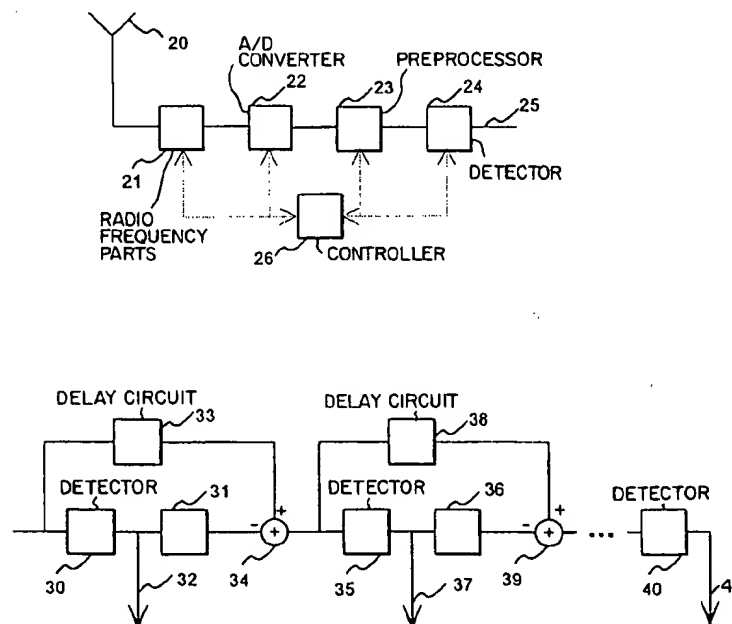 20
A/D
CONVERTER
22
PREPROCESSOR
23
24
25
21
DETECTOR
RADIO
FREQUENCY
PARTS
26
CONTROLLER
DELAY CIRCUIT
33
DELAY CIRCUIT
38
DETECTOR
31
+
DETECTOR
36
+
DETECTOR
-
+
-
+
...
30
32
34
35
37
39
40
4